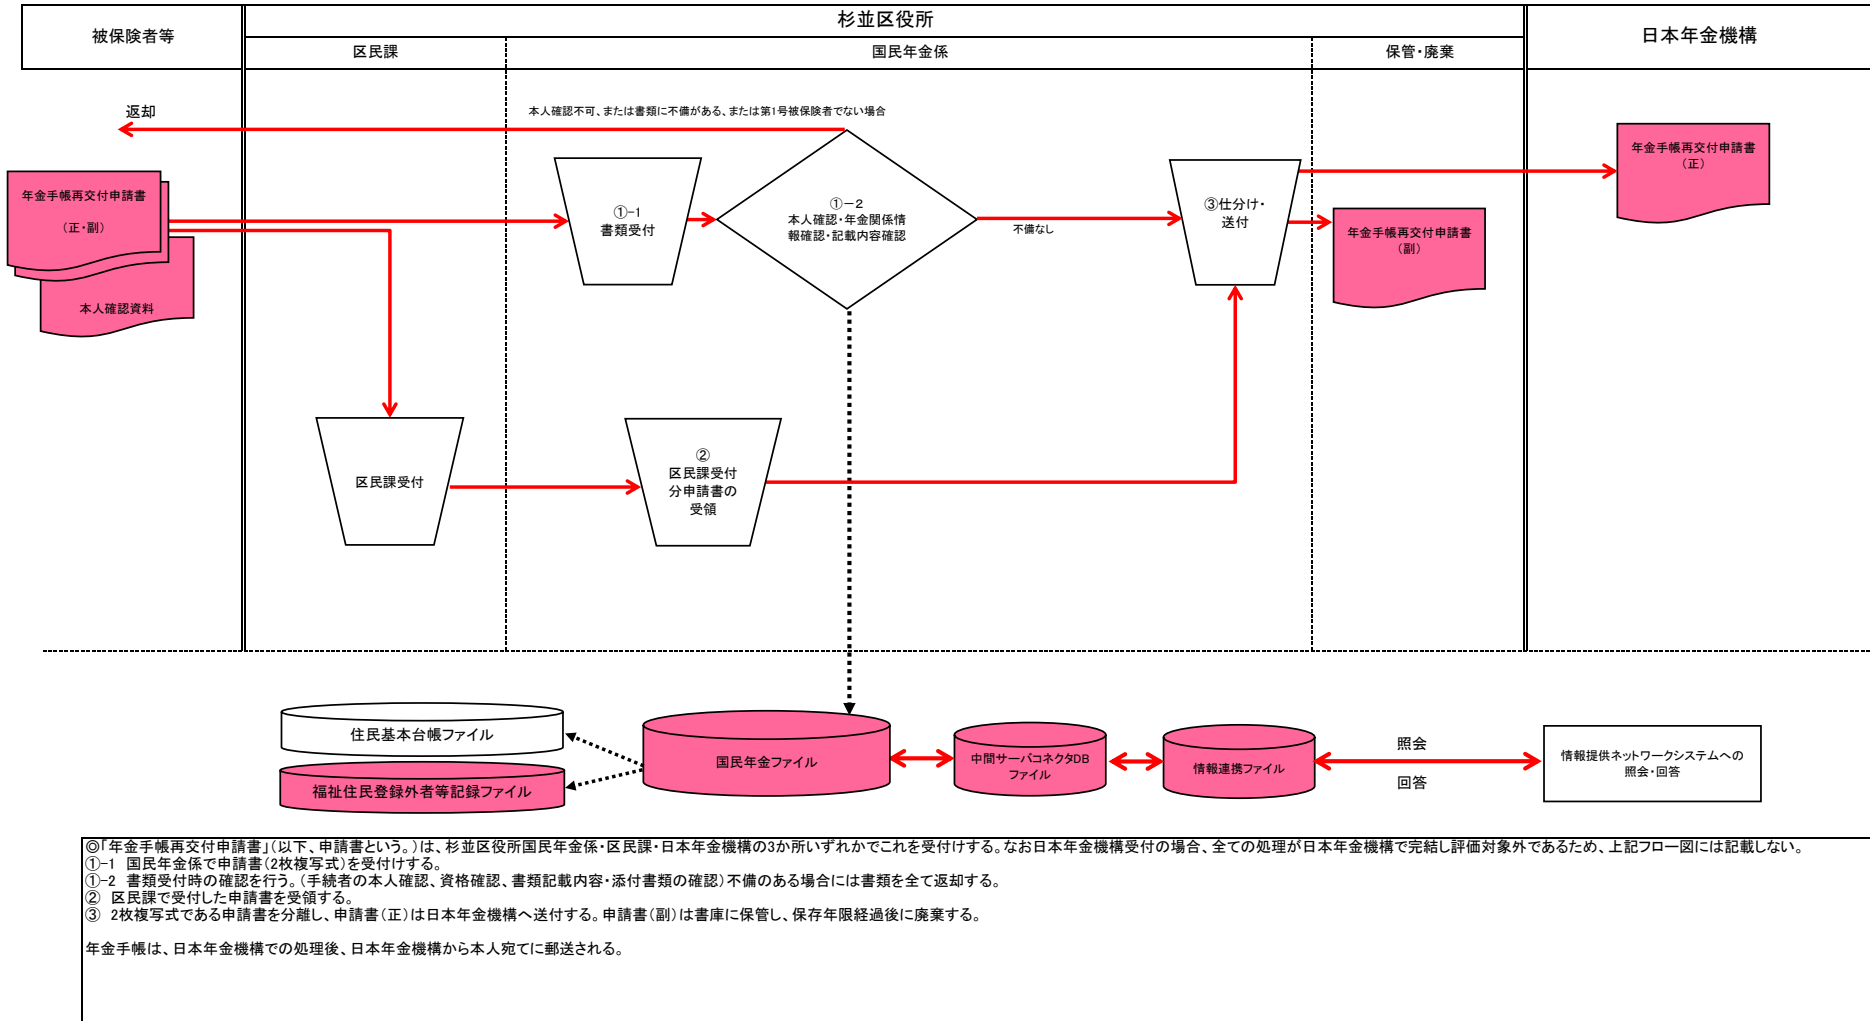 被保険者等
杉並区役所
日本年金機構
区民課
国民年金係
保管・廃棄
返却
本人確認不可、または書類に不備がある、または第1号被保険者でない場合
年金手帳再交付申請書
（正・副）
本人確認資料
①-1
書類受付
①－2
本人確認・年金関係情
報確認・記載内容確認
不備なし
③仕分け・
送付
年金手帳再交付申請書
（副）
年金手帳再交付申請書
（正）
区民課受付
②
区民課受付
分申請書の
受領
住民基本台帳ファイル
福祉住民登録外者等記録ファイル
国民年金ファイル
中間サーバコネクタDB
ファイル
情報連携ファイル
照会
回答
情報提供ネットワークシステムへの
照会・回答
◎「年金手帳再交付申請書」（以下、申請書という。）は、杉並区役所国民年金係・区民課・日本年金機構の3か所いずれかでこれを受付けする。なお日本年金機構受付の場合、全ての処理が日本年金機構で完結し評価対象外であるため、上記フロー図には記載しない。
①-1 国民年金係で申請書（2枚複写式）を受付けする。
①-2 書類受付時の確認を行う。（手続者の本人確認、資格確認、書類記載内容・添付書類の確認）不備のある場合には書類を全て返却する。
② 区民課で受付した申請書を受領する。
③ 2枚複写式である申請書を分離し、申請書（正）は日本年金機構へ送付する。申請書（副）は書庫に保管し、保存年限経過後に廃棄する。
年金手帳は、日本年金機構での処理後、日本年金機構から本人宛てに郵送される。